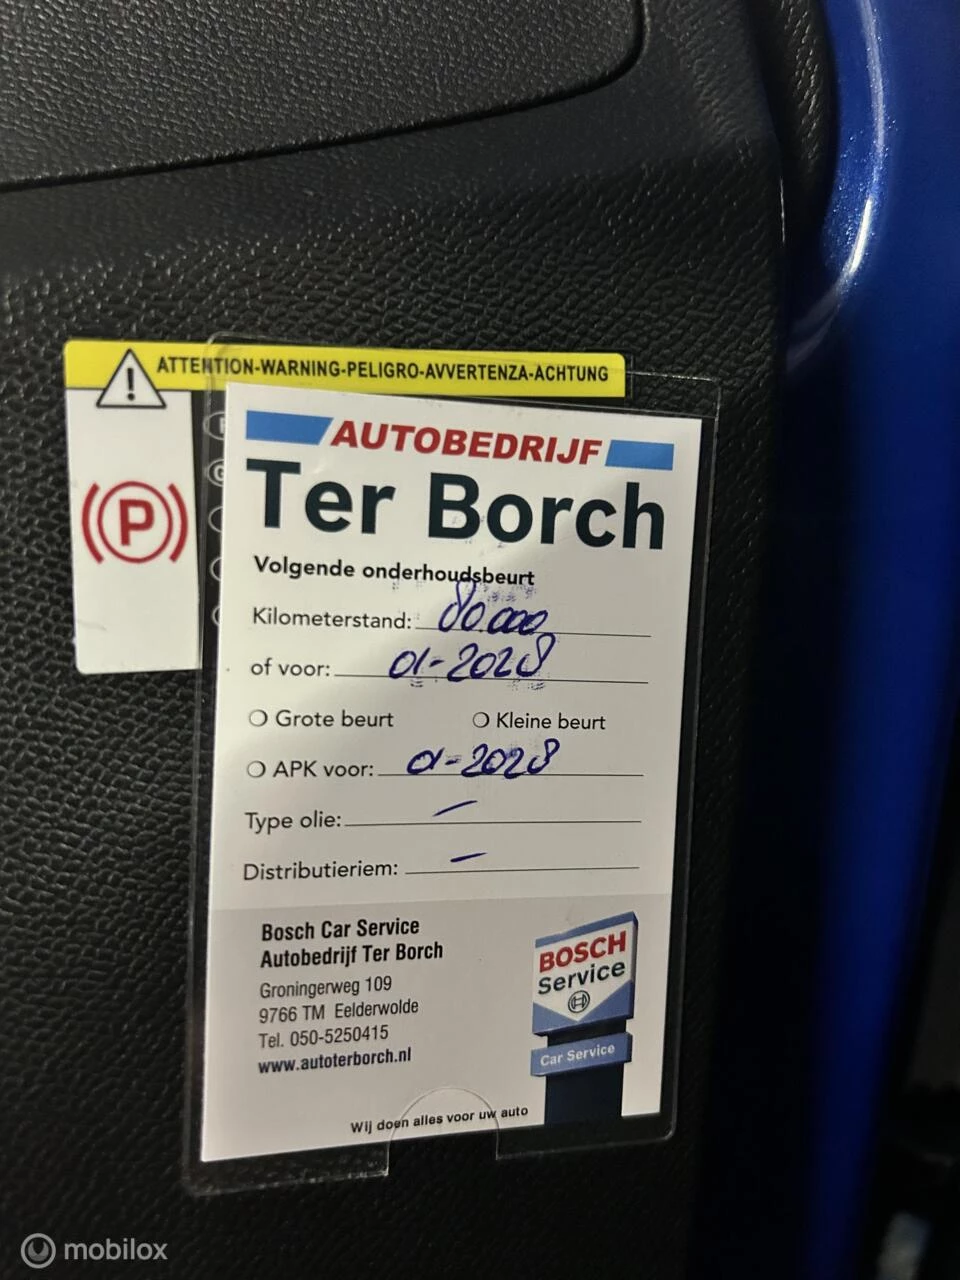 ATTENTION-WARNING-PELIGRO-AVVERTENZA-ACHTUNG
P
AUTOBEDRIJF
Ter Borch
Volgende onderhoudsbeurt
Kilometerstand: 80.000
of voor: 01-2028
Grote beurt Kleine beurt
APK voor: 01-2028
Type olie: —
Distributieriem: —
Bosch Car Service
Autobedrijf Ter Borch
Groningerweg 109
9766 TM Eelderwolde
Tel. 050-5250415
www.autoterborch.nl
BOSCH
Service
Car Service
Wij doen alles voor uw auto
mobilox